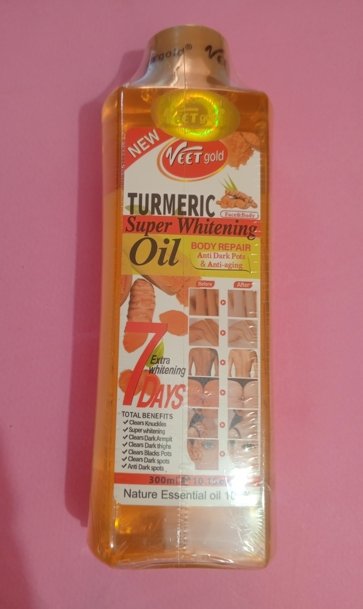 NEW
VEET gold
TURMERIC
Face&Body
Super Whitening
Oil
BODY REPAIR
Anti Dark Pots
& Anti-aging
Before
After
7
Extra
whitening
DAYS
TOTAL BENEFITS
✓ Clears Knuckles
✓ Super whitening
✓ Clears Dark Armpit
✓ Clears Dark thighs
✓ Clears Blacks Pots
✓ Clears Dark spots
✓ Anti Dark spots
300ml
Nature Essential oil